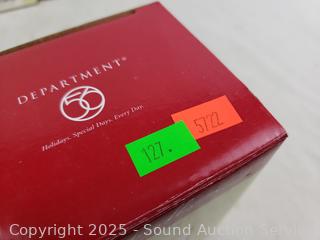 DEPARTMENT®
56
Holidays. Special Days. Every Day.
5722
127.
Copyright 2025 - Sound Auction Service